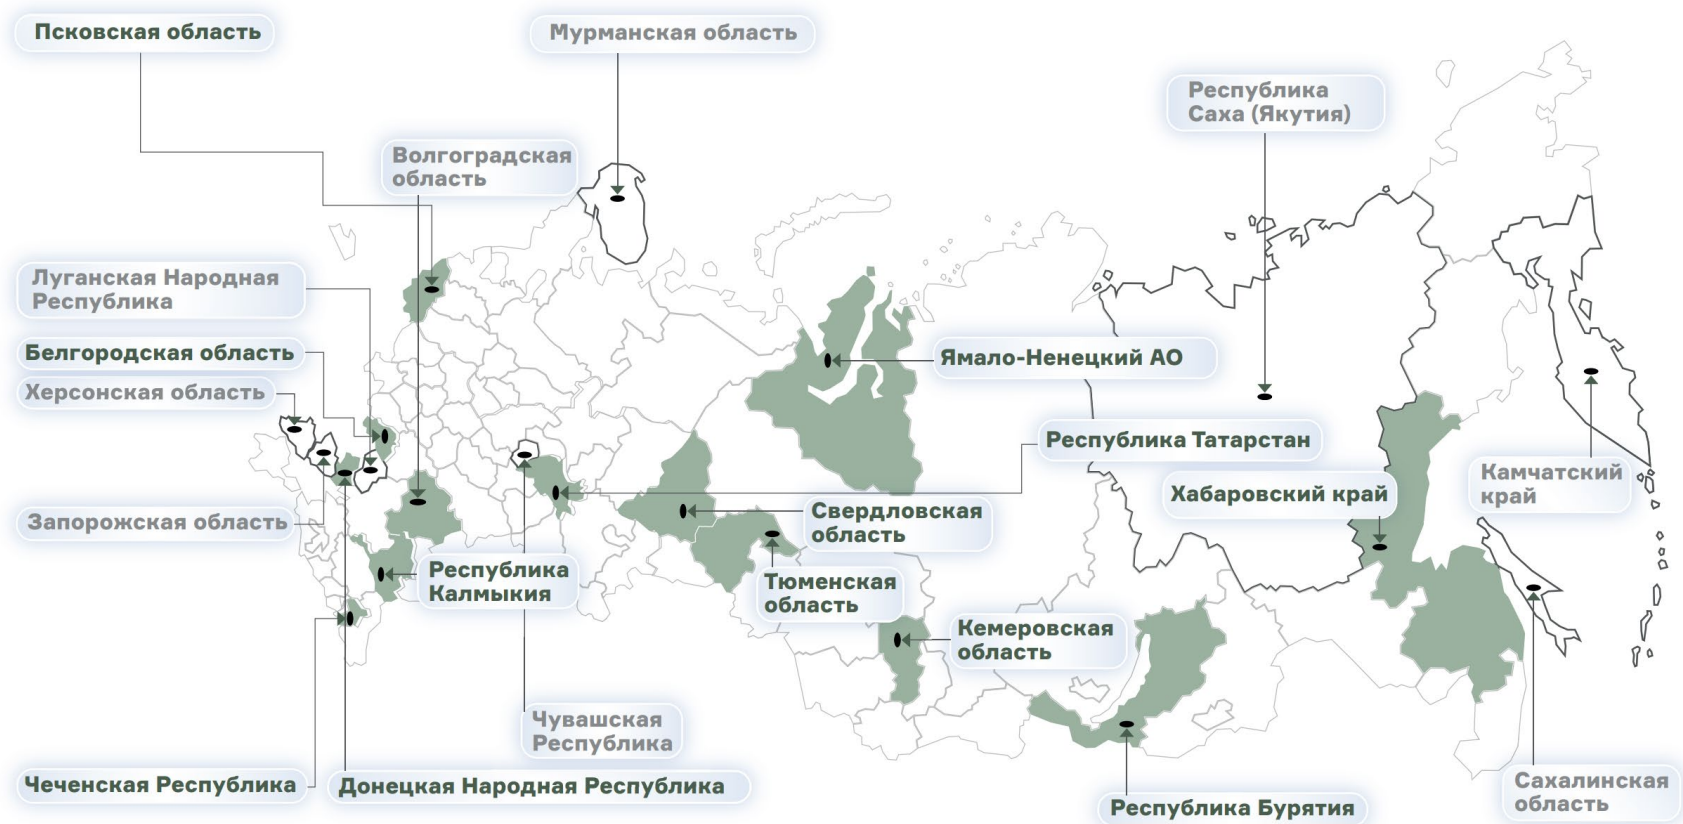 Псковская область
Мурманская область
Республика
Саха (Якутия)
Волгоградская
область
Луганская Народная
Республика
Белгородская область
Ямало-Ненецкий АО
Херсонская область
Республика Татарстан
Камчатский
край
Хабаровский край
Запорожская область
Свердловская
область
Республика
Калмыкия
Тюменская
область
Кемеровская
область
Чувашская
Республика
Чеченская Республика
Донецкая Народная Республика
Сахалинская
область
Республика Бурятия